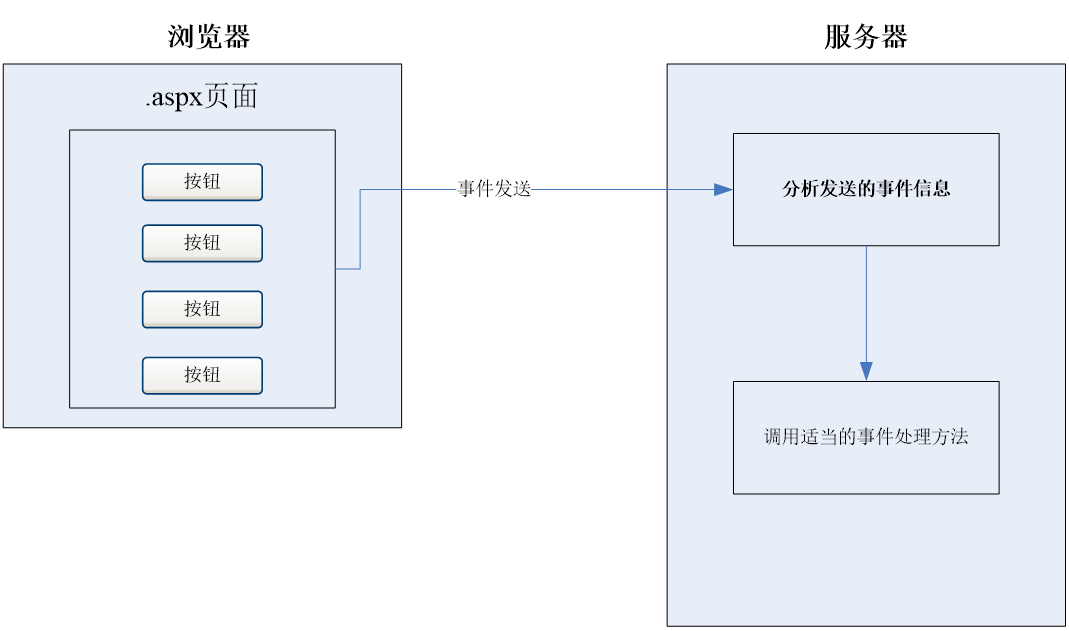 浏览器
服务器
.aspx页面
按钮
按钮
按钮
按钮
事件发送
分析发送的事件信息
调用适当的事件处理方法